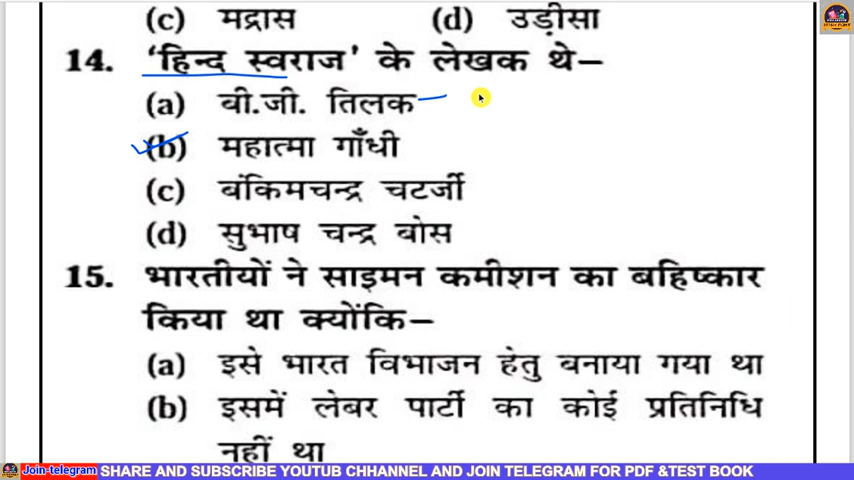 (c) मद्रास (d) उड़ीसा
14. 'हिन्द स्वराज' के लेखक थे–
(a) बी.जी. तिलक
(b) महात्मा गाँधी
(c) बंकिमचन्द्र चटर्जी
(d) सुभाष चन्द्र बोस
15. भारतीयों ने साइमन कमीशन का बहिष्कार
किया था क्योंकि–
(a) इसे भारत विभाजन हेतु बनाया गया था
(b) इसमें लेबर पार्टी का कोई प्रतिनिधि
नहीं था
Join-telegram SHARE AND SUBSCRIBE YOUTUB CHHANNEL AND JOIN TELEGRAM FOR PDF &TEST BOOK